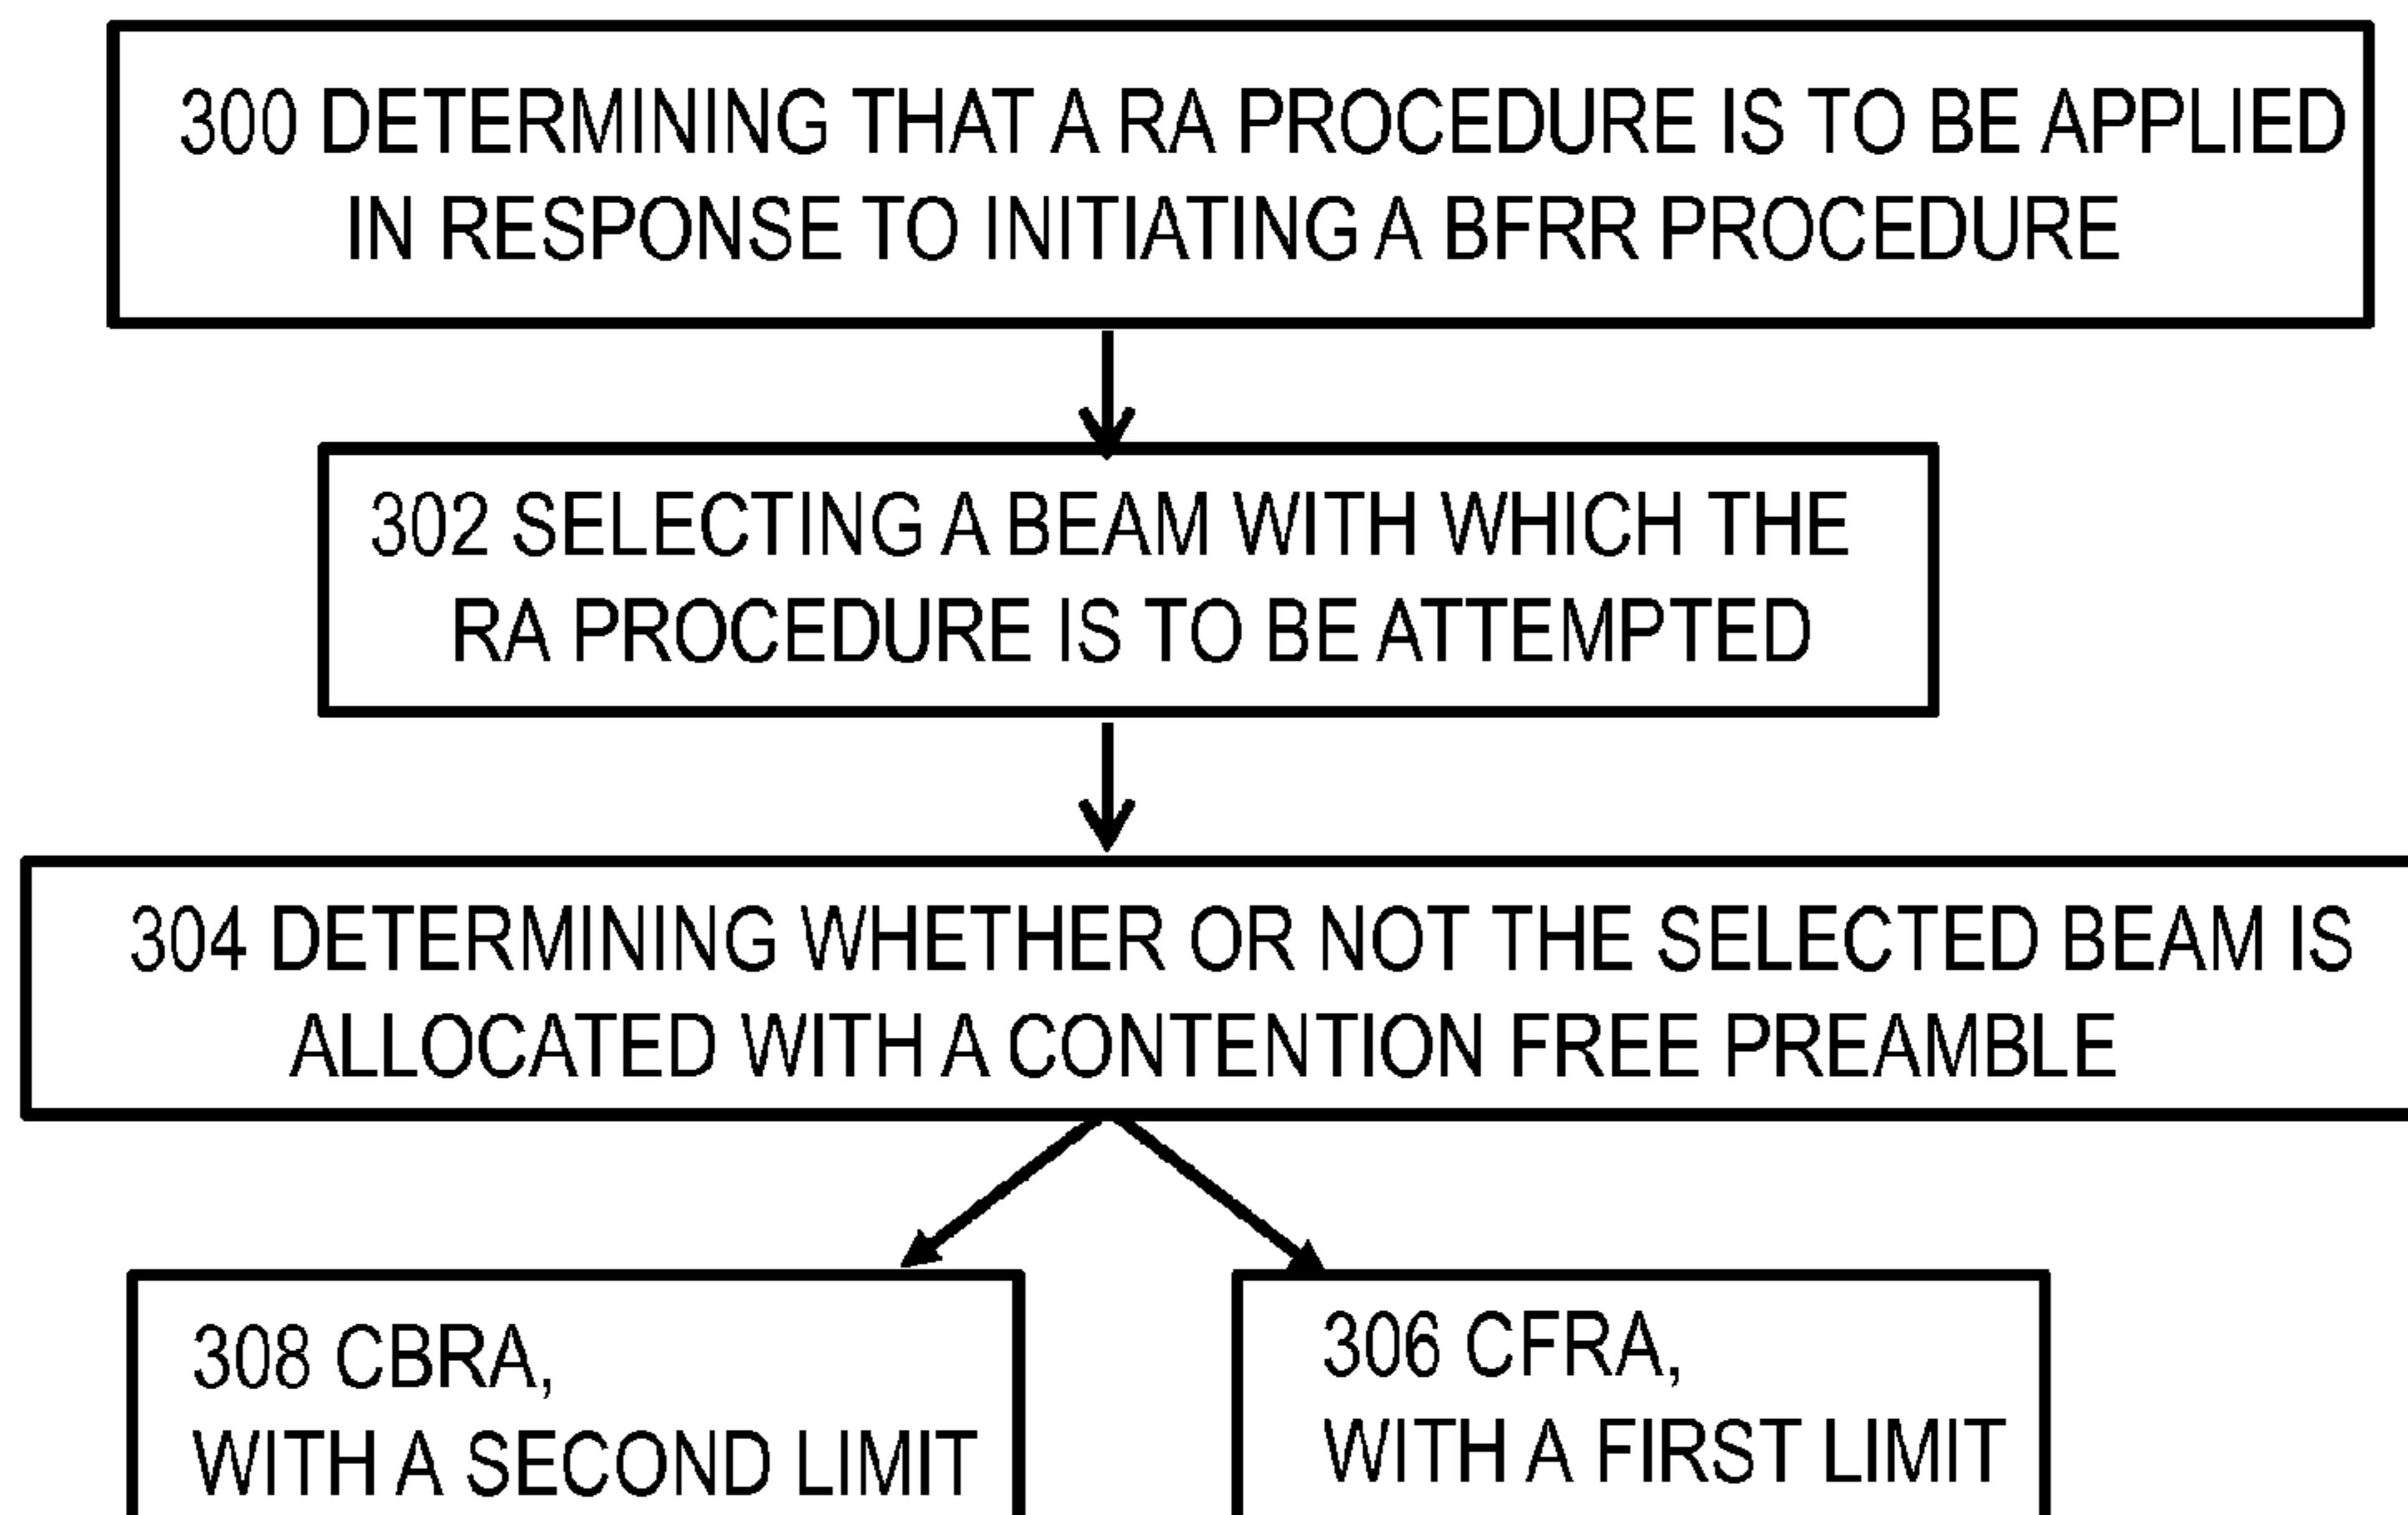 300 DETERMINING THAT A RA PROCEDURE IS TO BE APPLIED
IN RESPONSE TO INITIATING A BFRR PROCEDURE
302 SELECTING A BEAM WITH WHICH THE
RA PROCEDURE IS TO BE ATTEMPTED
304 DETERMINING WHETHER OR NOT THE SELECTED BEAM IS
ALLOCATED WITH A CONTENTION FREE PREAMBLE
308 CBRA,
WITH A SECOND LIMIT
306 CFRA,
WITH A FIRST LIMIT